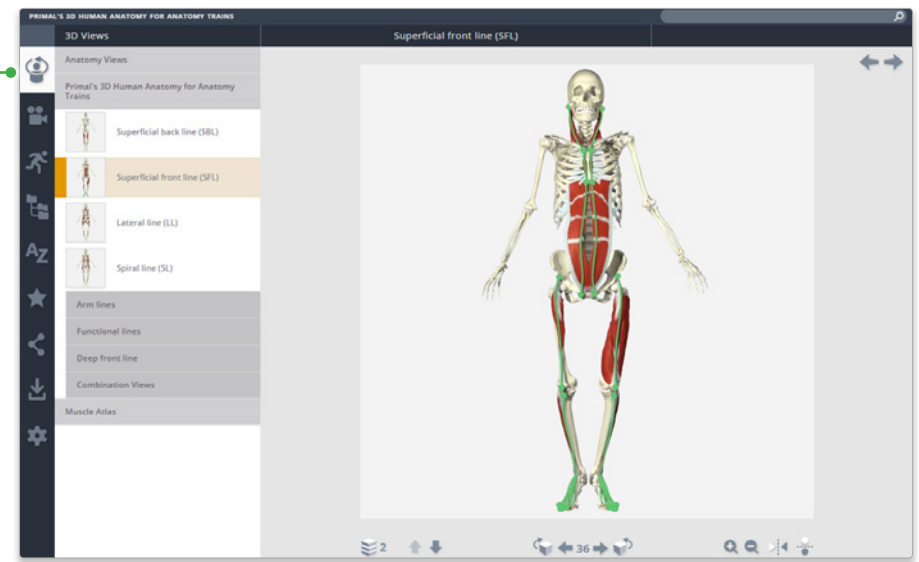 PRIMAL'S 3D HUMAN ANATOMY FOR ANATOMY TRAINS
3D Views
Superficial front line (SFL)
Anatomy Views
Primal's 3D Human Anatomy for Anatomy
Trains
Superficial back line (SBL)
Superficial front line (SFL)
Lateral line (LL)
Spiral line (SL)
Arm lines
Functional lines
Deep front line
Combination Views
Muscle Atlas
AZ
2
36